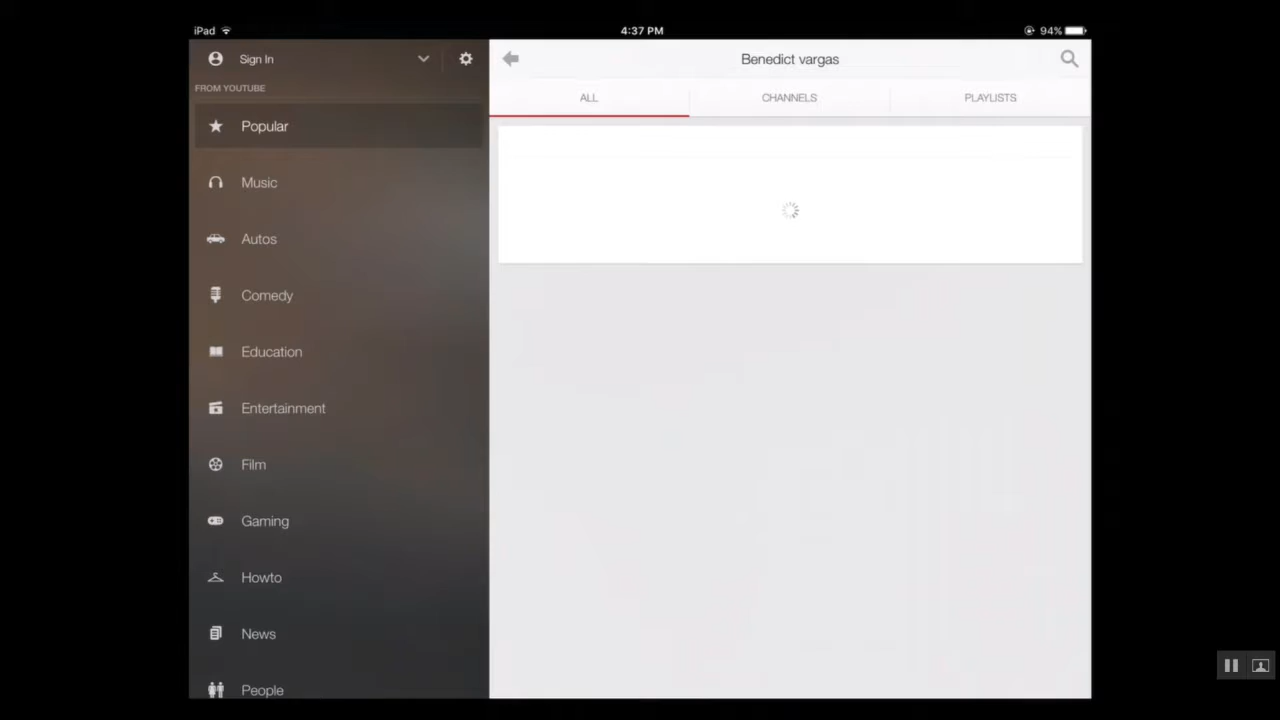 iPad 4:37 PM 94%
Sign In
FROM YOUTUBE
Popular
Music
Autos
Comedy
Education
Entertainment
Film
Gaming
Howto
News
People
Benedict vargas
ALL CHANNELS PLAYLISTS